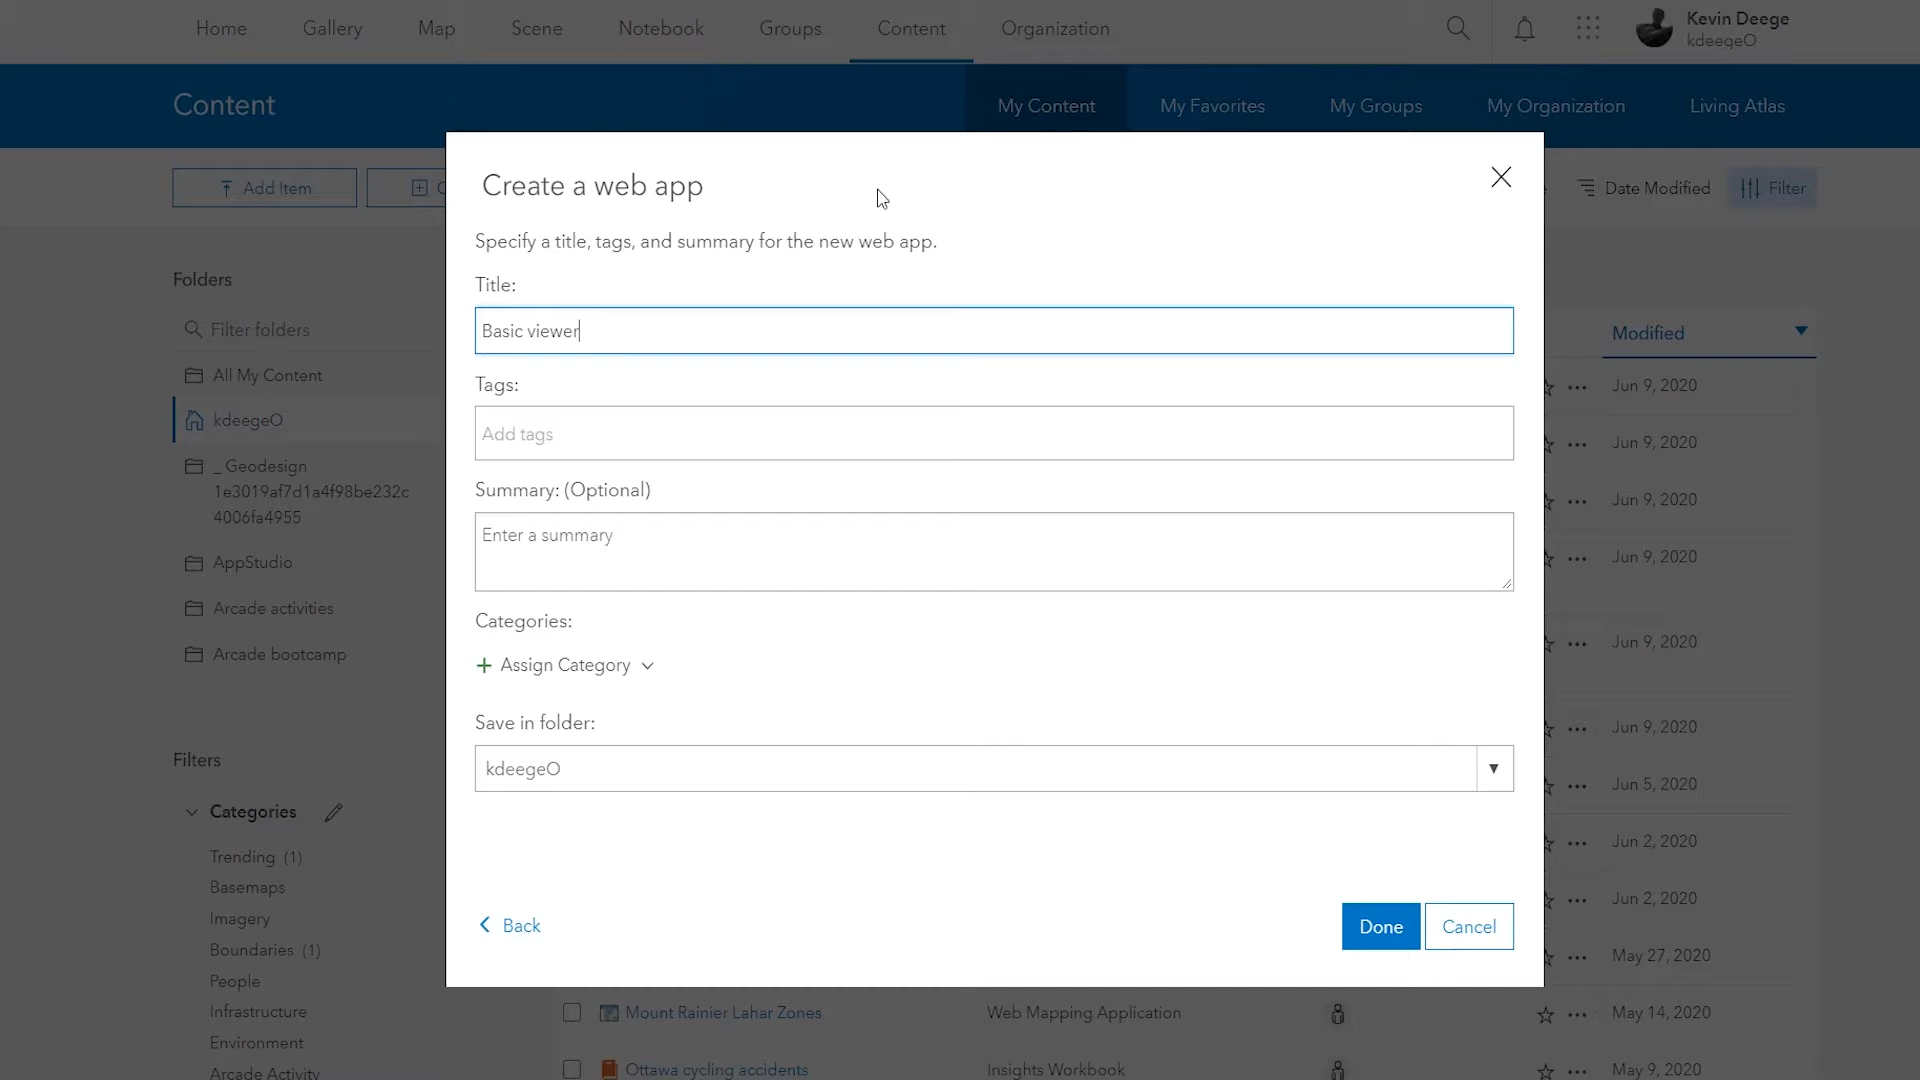 Home Gallery Map Scene Notebook Groups Content Organization
Kevin Deege
kdeegeO
Content
My Content My Favorites My Groups My Organization Living Atlas
Add Item
Date Modified
Filter
Create a web app
Specify a title, tags, and summary for the new web app.
Title:
Basic viewer
Tags:
Add tags
Summary: (Optional)
Enter a summary
Categories:
Assign Category
Save in folder:
kdeegeO
Back
Done
Cancel
Folders
Filter folders
All My Content
kdeegeO
_ Geodesign
1e3019af7d1a4f98be232c
4006fa4955
AppStudio
Arcade activities
Arcade bootcamp
Filters
Categories
Trending (1)
Basemaps
Imagery
Boundaries (1)
People
Infrastructure
Environment
Arcade Activity
Modified
Jun 9, 2020
Jun 9, 2020
Jun 9, 2020
Jun 9, 2020
Jun 9, 2020
Jun 9, 2020
Jun 5, 2020
Jun 2, 2020
Jun 2, 2020
May 27, 2020
Mount Rainier Lahar Zones Web Mapping Application May 14, 2020
Ottawa cycling accidents Insights Workbook May 9, 2020